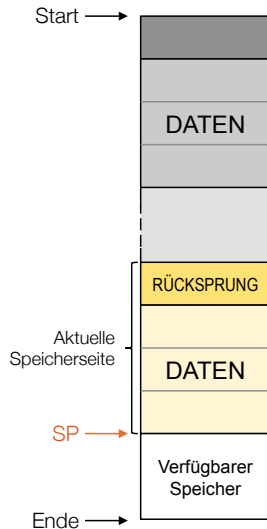 Start
DATEN
RÜCKSPRUNG
Aktuelle
Speicherseite
DATEN
SP
Verfügbarer
Speicher
Ende